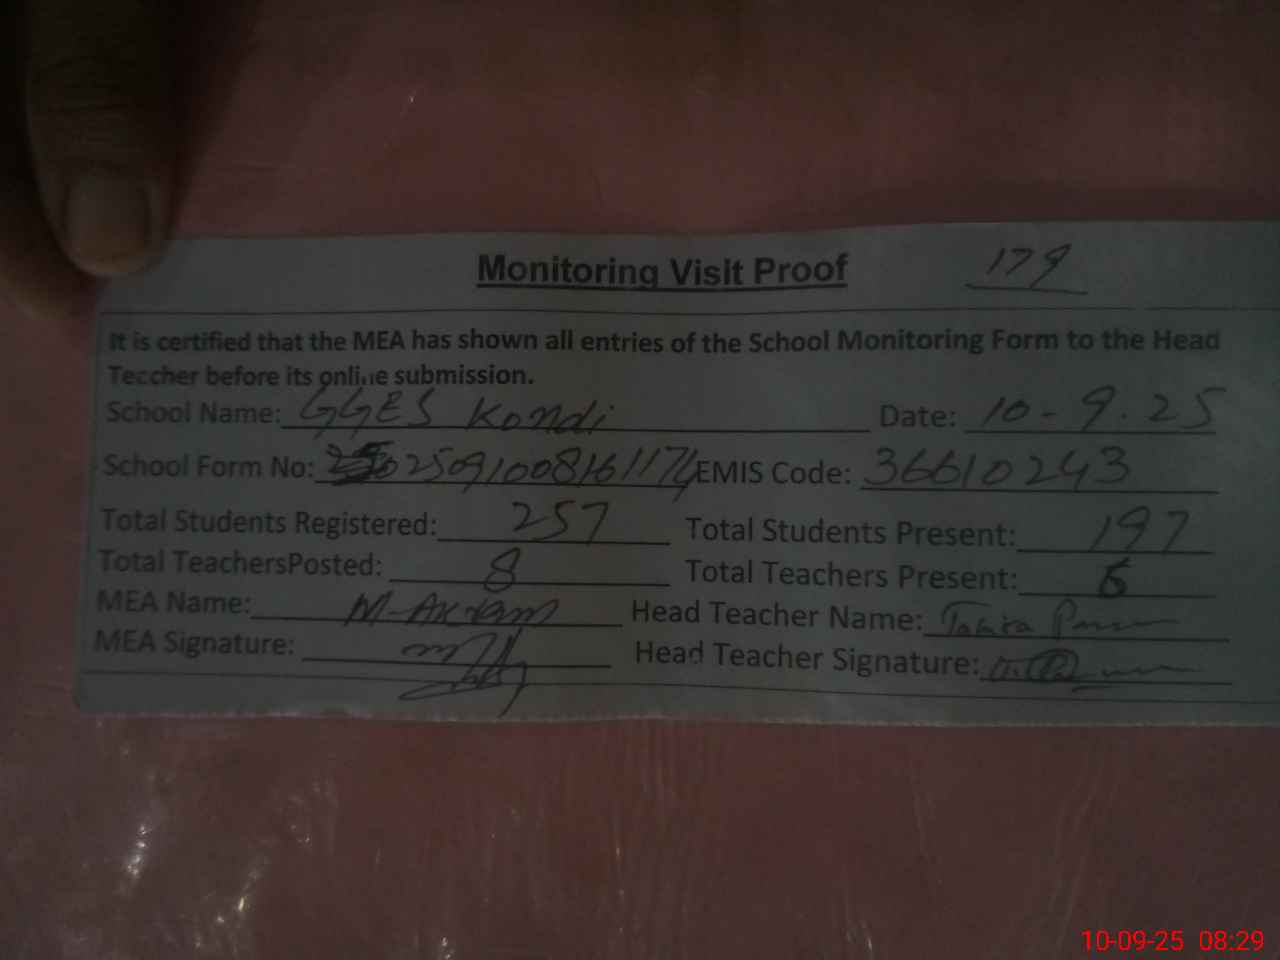 Monitoring Visit Proof 179
It is certified that the MEA has shown all entries of the School Monitoring Form to the Head
Teacher before its online submission.
School Name: GGES Kondi Date: 10-9.25
School Form No: EMIS Code: 36610243
Total Students Registered: 257 Total Students Present: 197
Total TeachersPosted: 8 Total Teachers Present: 6
MEA Name: M-Akram Head Teacher Name: Tahira
MEA Signature: Head Teacher Signature:
10-09-25 08:29